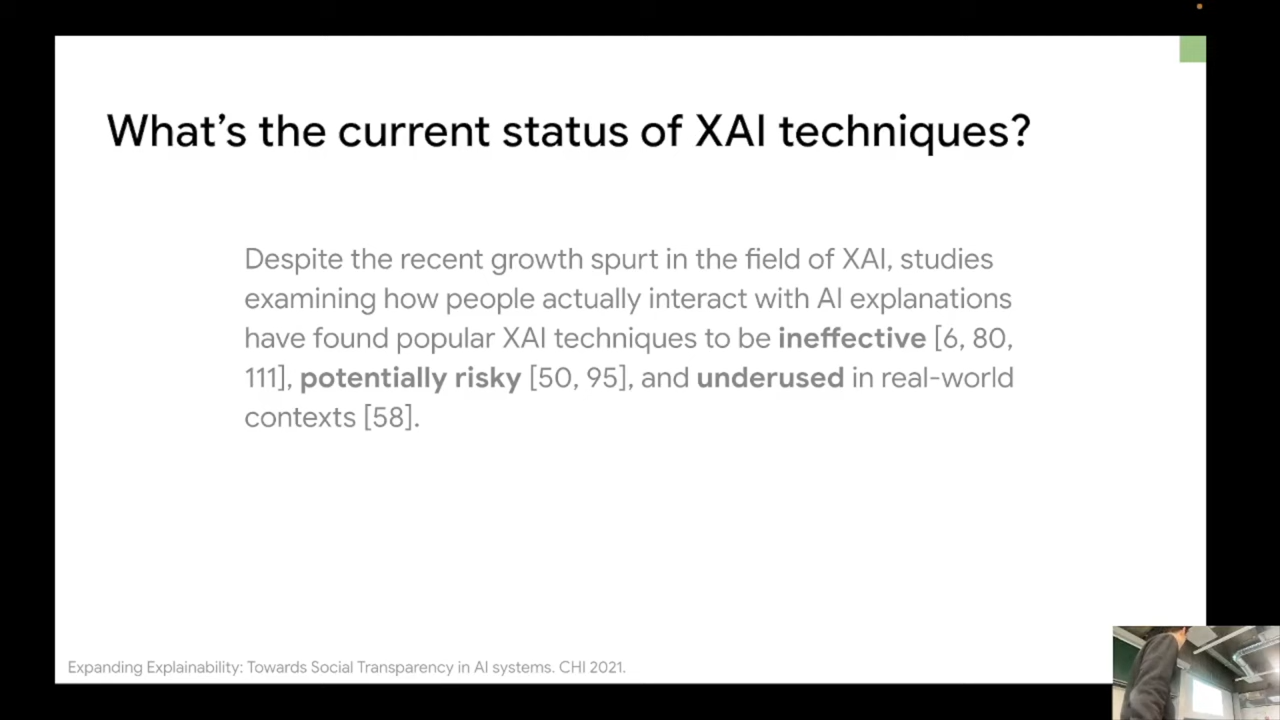 What's the current status of XAI techniques?
Despite the recent growth spurt in the field of XAI, studies
examining how people actually interact with AI explanations
have found popular XAI techniques to be ineffective [6, 80,
111], potentially risky [50, 95], and underused in real-world
contexts [58].
Expanding Explainability: Towards Social Transparency in AI systems. CHI 2021.